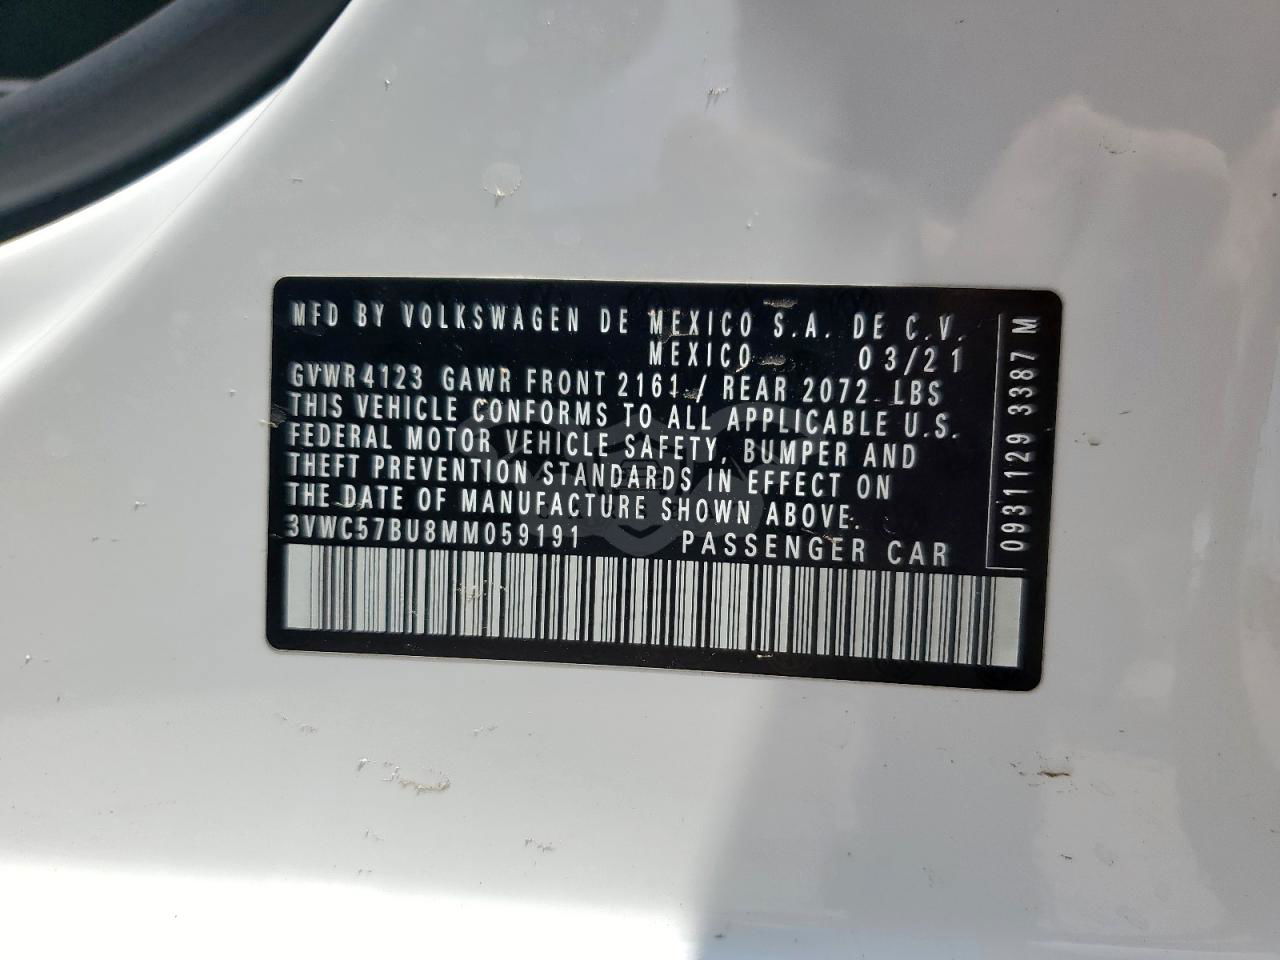 MFD BY VOLKSWAGEN DE MEXICO S.A. DE C.V.
MEXICO 03/21
GVWR 4123 GAWR FRONT 2161 / REAR 2072 LBS
THIS VEHICLE CONFORMS TO ALL APPLICABLE U.S.
FEDERAL MOTOR VEHICLE SAFETY, BUMPER AND
THEFT PREVENTION STANDARDS IN EFFECT ON
THE DATE OF MANUFACTURE SHOWN ABOVE.
3VWC57BU8MM059191 PASSENGER CAR
0931129 3387 M